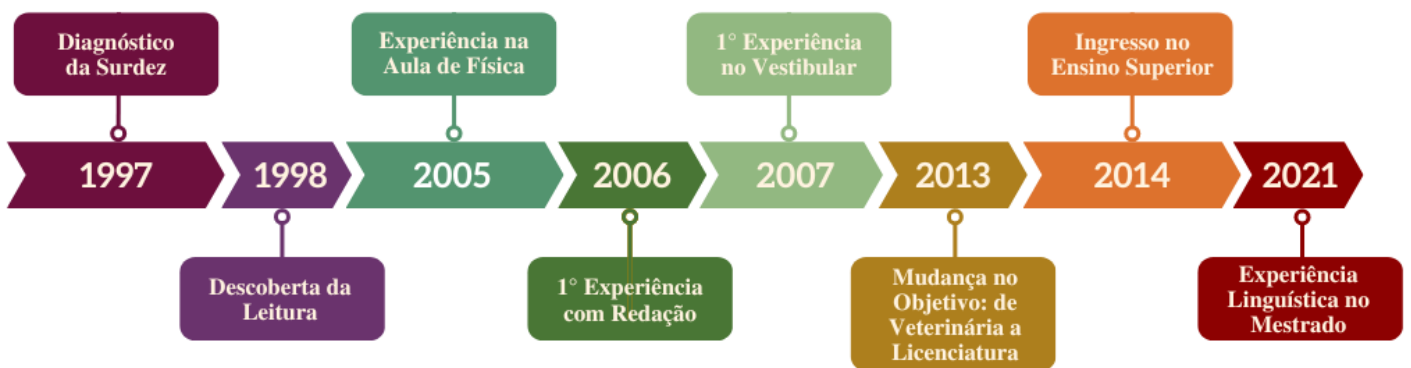 Diagnóstico
da Surdez
Experiência na
Aula de Física
1° Experiência
no Vestibular
Ingresso no
Ensino Superior
1997
1998
2005
2006
2007
2013
2014
2021
Descoberta da
Leitura
1° Experiência
com Redação
Mudança no
Objetivo: de
Veterinária a
Licenciatura
Experiência
Linguística no
Mestrado